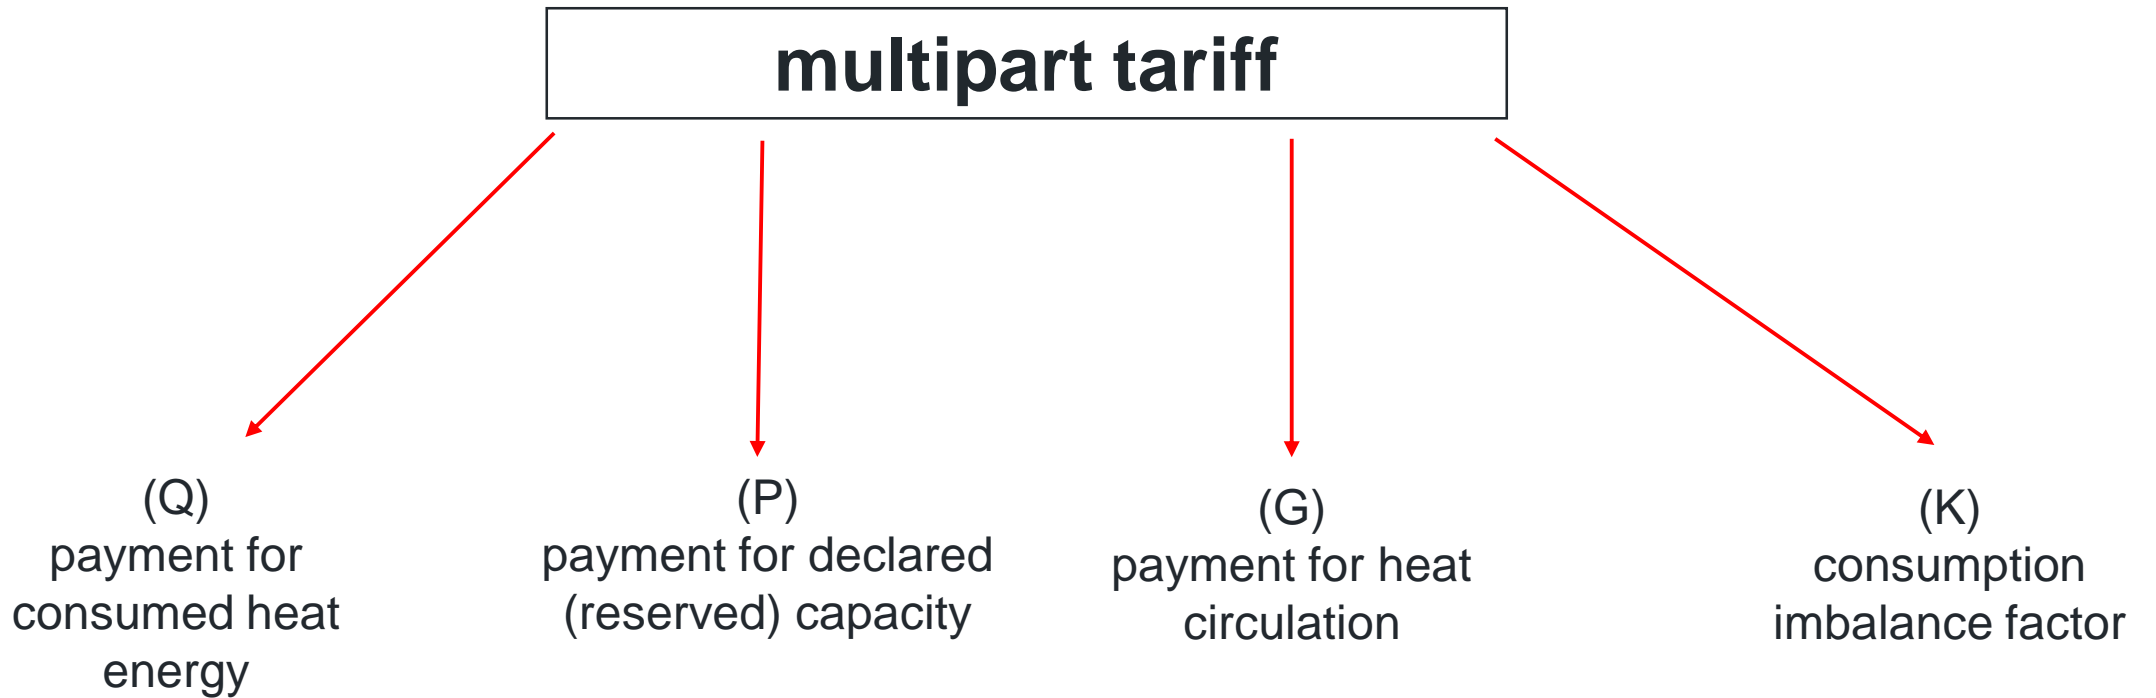 multipart tariff
(Q)
payment for
consumed heat
energy
(P)
payment for declared
(reserved) capacity
(G)
payment for heat
circulation
(K)
consumption
imbalance factor